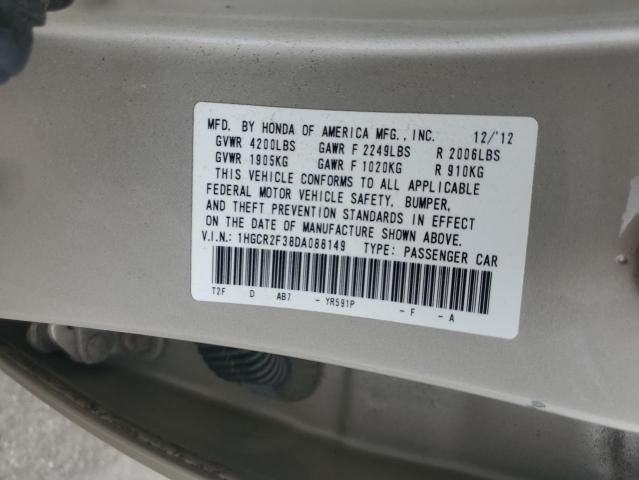 MFD. BY HONDA OF AMERICA MFG., INC. 12/'12
GVWR 4200LBS GAWR F 2249LBS R 2006LBS
GVWR 1905KG GAWR F 1020KG R 910KG
THIS VEHICLE CONFORMS TO ALL APPLICABLE
FEDERAL MOTOR VEHICLE SAFETY, BUMPER,
AND THEFT PREVENTION STANDARDS IN EFFECT
ON THE DATE OF MANUFACTURE SHOWN ABOVE.
V.I.N.: 1HGCR2F38DA088149 TYPE: PASSENGER CAR
T2F D AB7 - YR591P - F - A